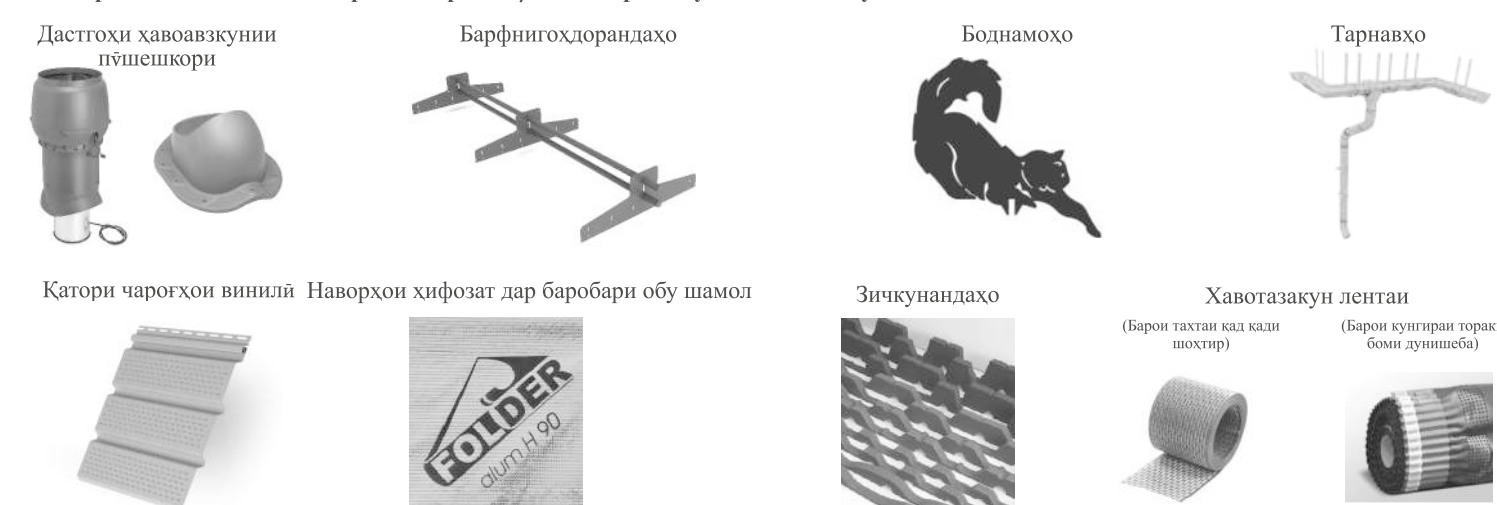 Дастгоҳи ҳавоавзкунии
пӯшешкори
Барфнигоҳдорандаҳо
Боднамоҳо
Тарнавҳо
Қатори чароғҳои винилӣ
Наворҳои ҳифозат дар баробари обу шамол
Зичкунандаҳо
Хавотазакун лентаи
(Барои тахтаи қад қади
шоҳтир)
(Барои кунгираи торак
боми дунишеба)
FOLDER
alum H 90